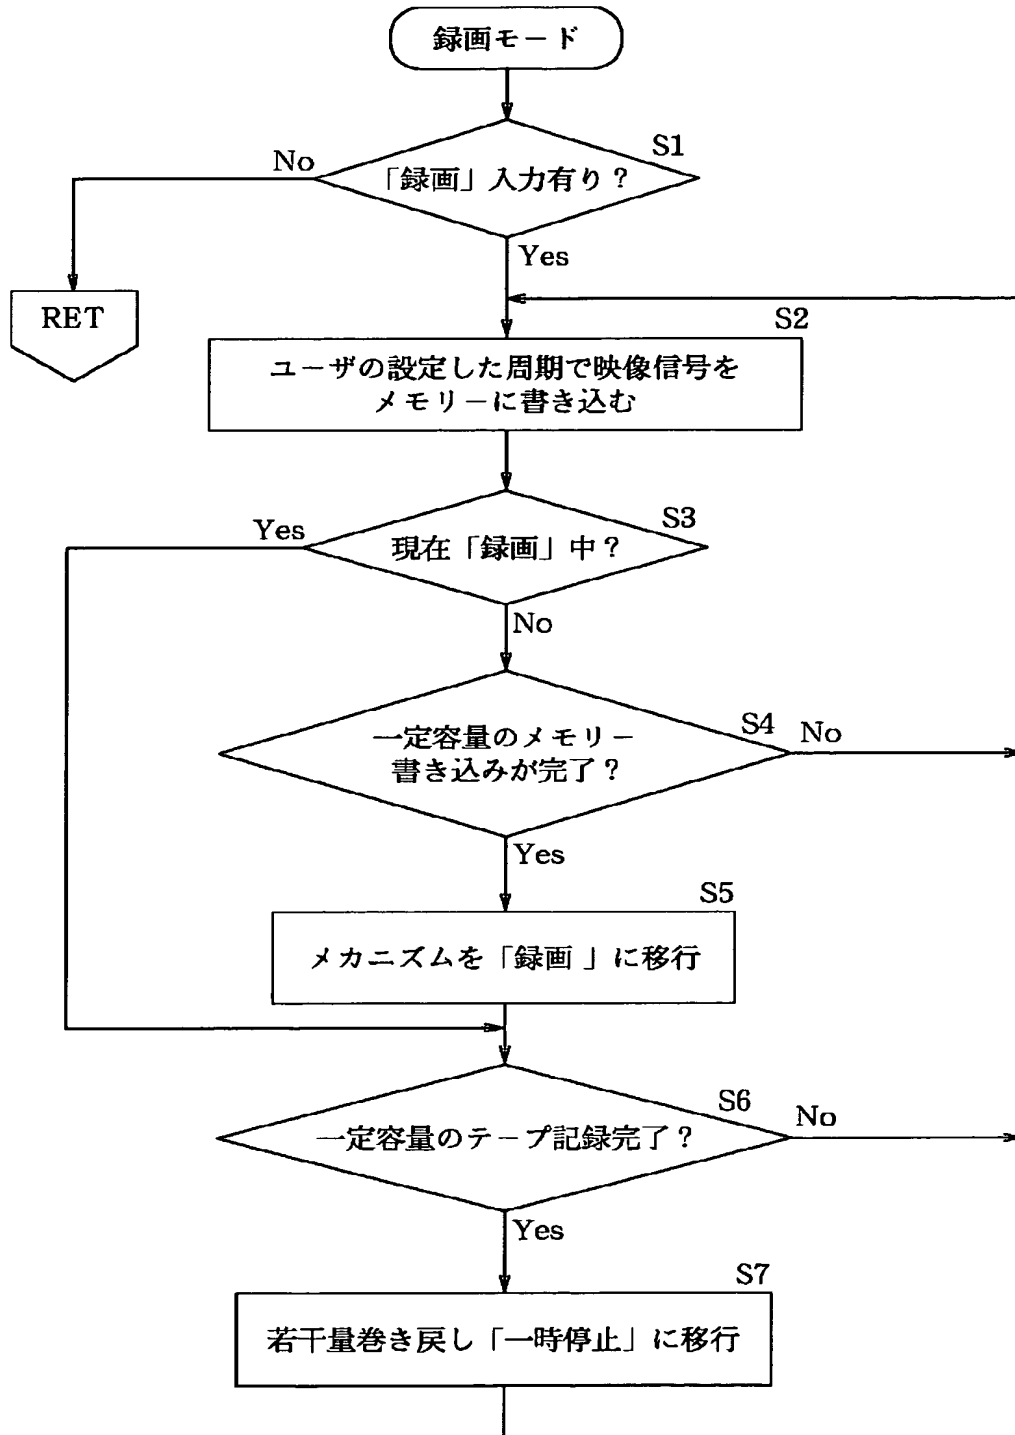 録画モード
S1
No
「録画」入力有り？
Yes
RET
S2
ユーザの設定した周期で映像信号を
メモリーに書き込む
S3
Yes
現在「録画」中？
No
S4
No
一定容量のメモリー
書き込みが完了？
Yes
S5
メカニズムを「録画」に移行
S6
No
一定容量のテープ記録完了？
Yes
S7
若干量巻き戻し「一時停止」に移行